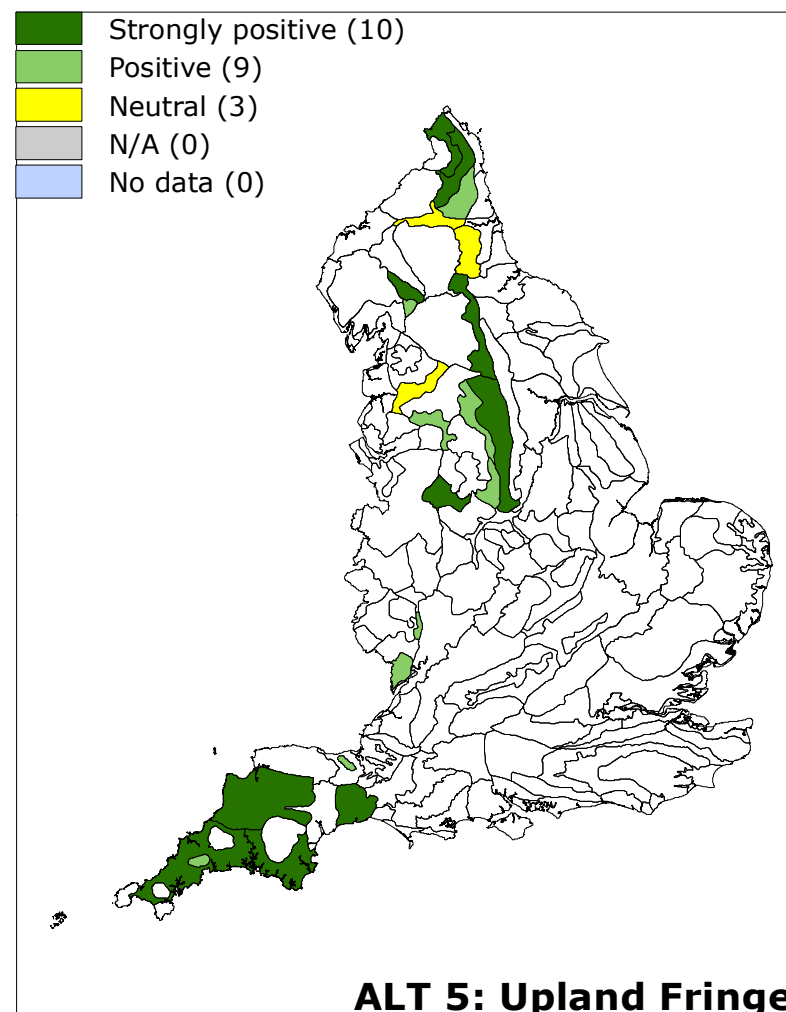 Strongly positive (10)
Positive (9)
Neutral (3)
N/A (0)
No data (0)
ALT 5: Upland Fringe